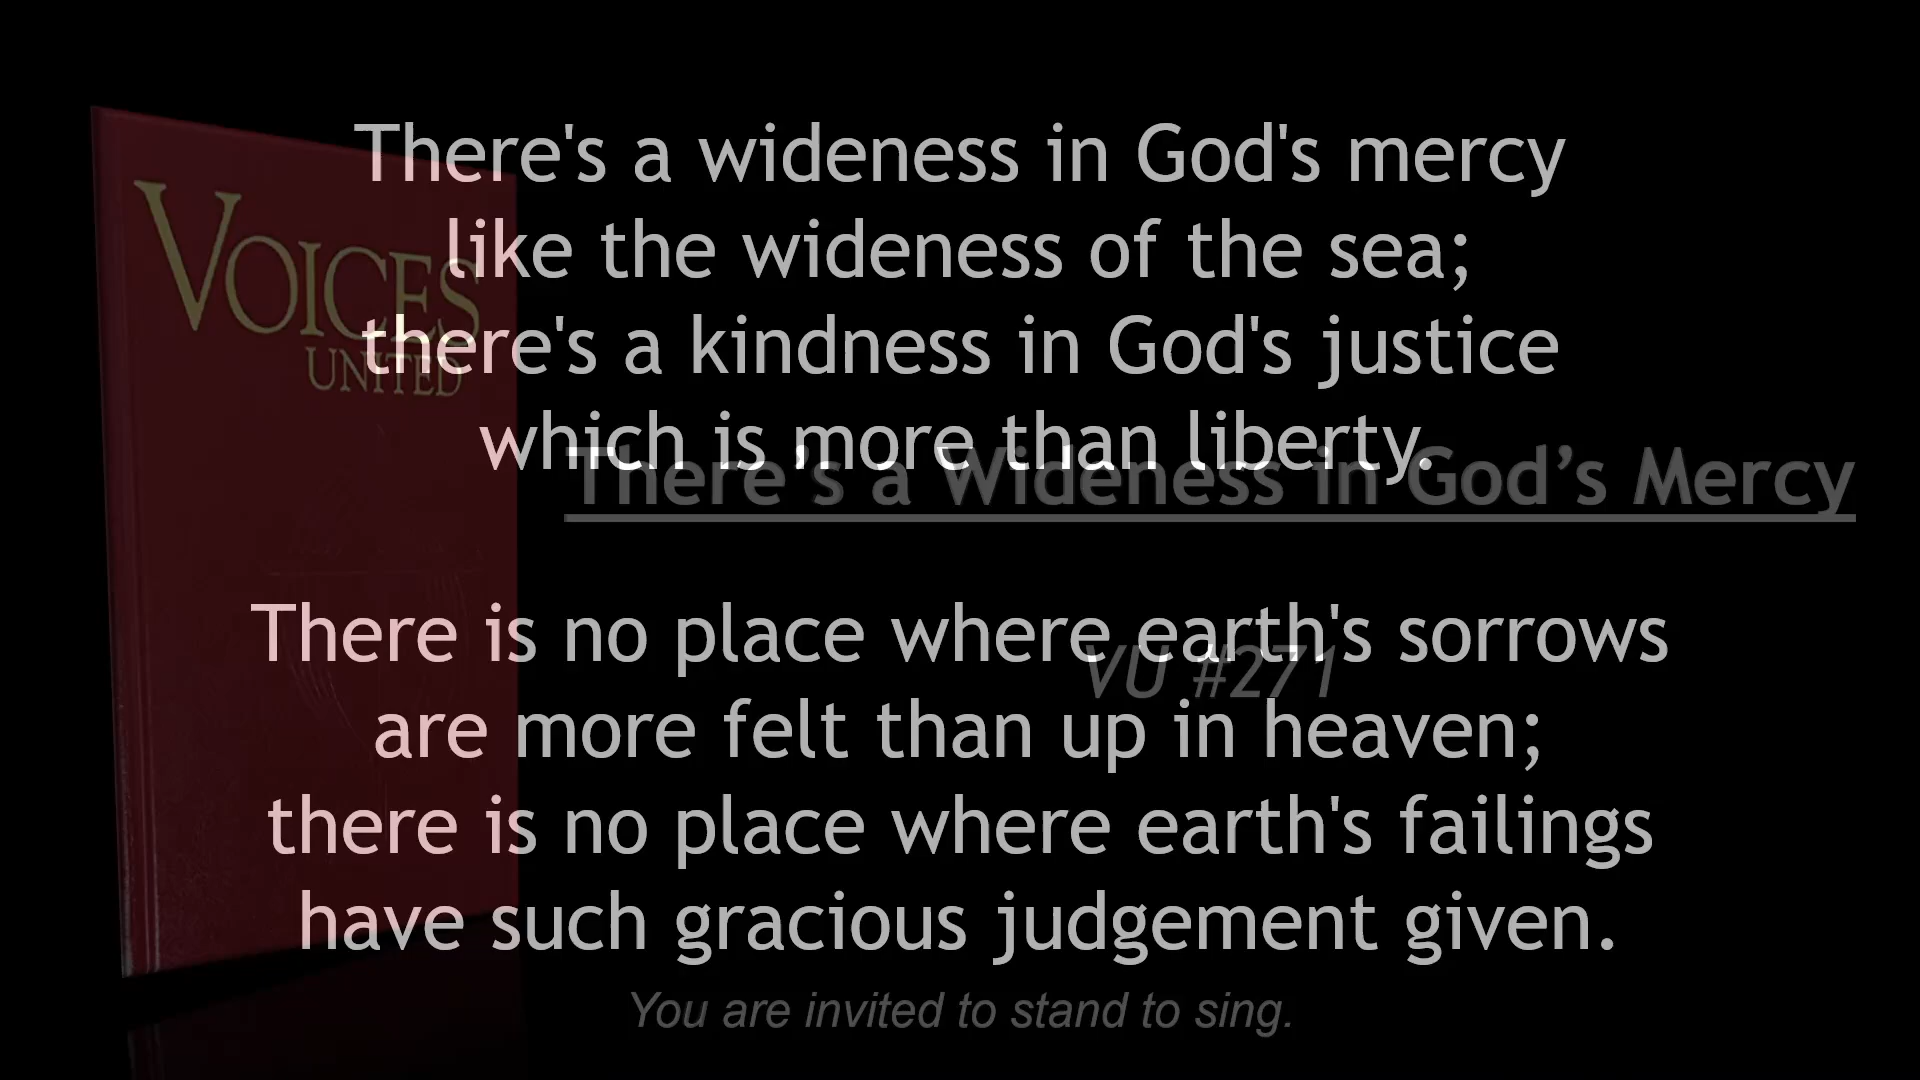 VOICES
UNITED
There's a wideness in God's mercy
like the wideness of the sea;
there's a kindness in God's justice
which is more than liberty.
There’s a Wideness in God’s Mercy
There is no place where earth's sorrows
VU #271
are more felt than up in heaven;
there is no place where earth's failings
have such gracious judgement given.
You are invited to stand to sing.